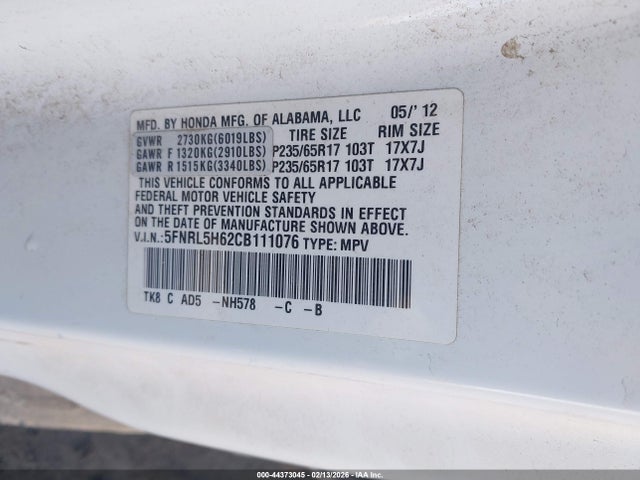 MFD. BY HONDA MFG. OF ALABAMA, LLC 05/'12
GVWR 2730KG(6019LBS) TIRE SIZE RIM SIZE
GAWR F 1320KG(2910LBS) P235/65R17 103T 17X7J
GAWR R 1515KG(3340LBS) P235/65R17 103T 17X7J
THIS VEHICLE CONFORMS TO ALL APPLICABLE
FEDERAL MOTOR VEHICLE SAFETY
AND THEFT PREVENTION STANDARDS IN EFFECT
ON THE DATE OF MANUFACTURE SHOWN ABOVE.
V.I.N.: 5FNRL5H62CB111076 TYPE: MPV
TK8 C AD5 -NH578 -C -B
000-44373045 - 02/13/2026 - IAAI.COM